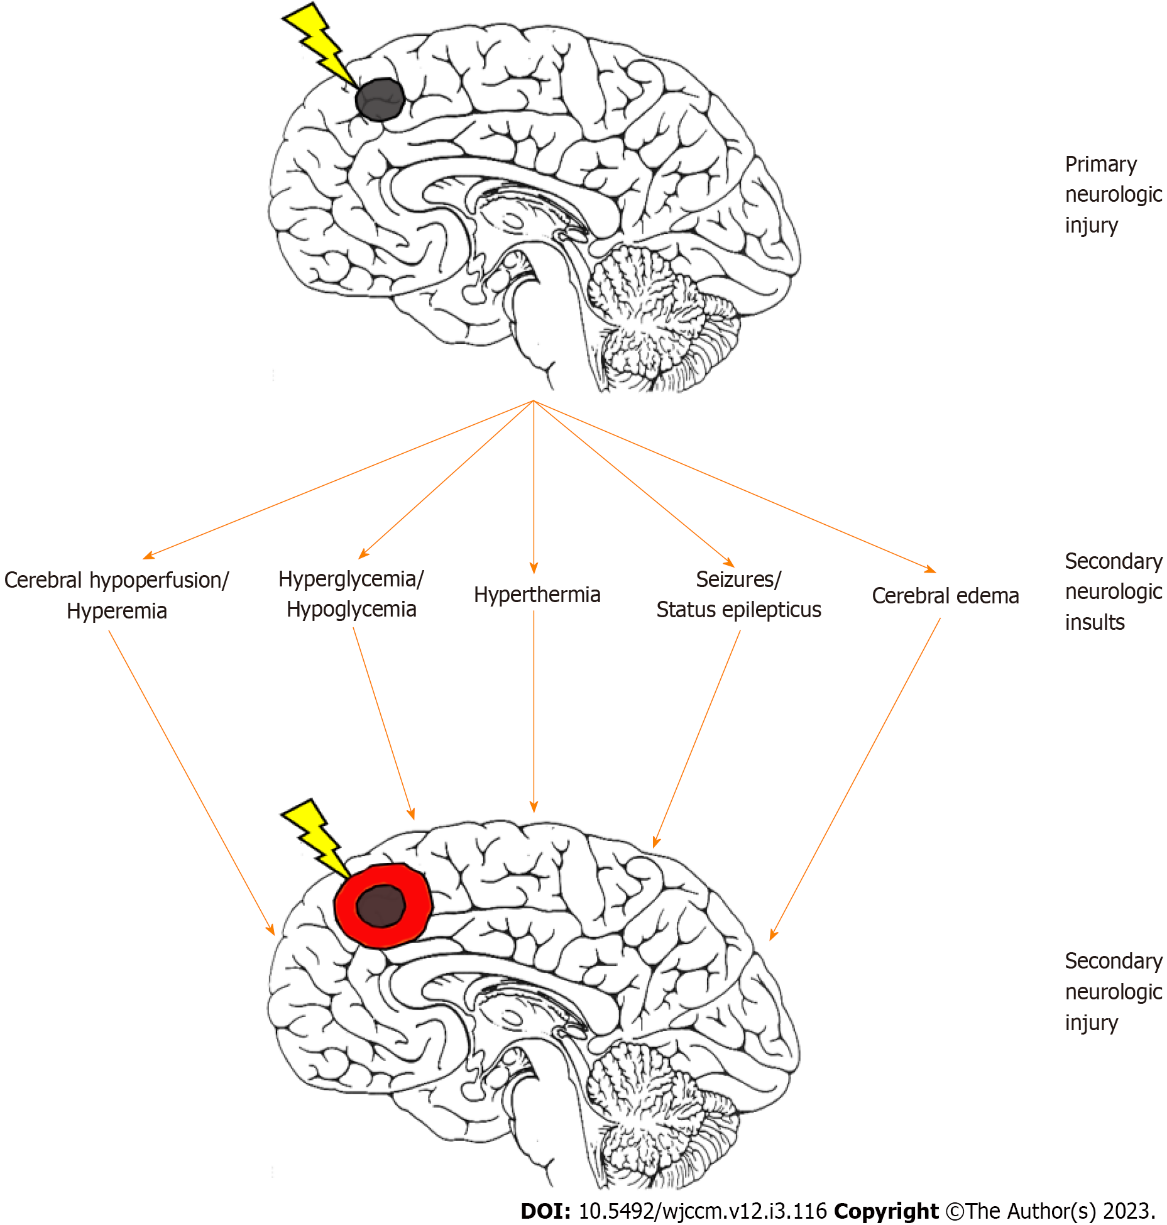 Primary
neurologic
injury
Cerebral hypoperfusion/
Hyperemia
Hyperglycemia/
Hypoglycemia
Hyperthermia
Seizures/
Status epilepticus
Cerebral edema
Secondary
neurologic
insults
Secondary
neurologic
injury
DOI: 10.5492/wjccm.v12.i3.116 Copyright ©The Author(s) 2023.